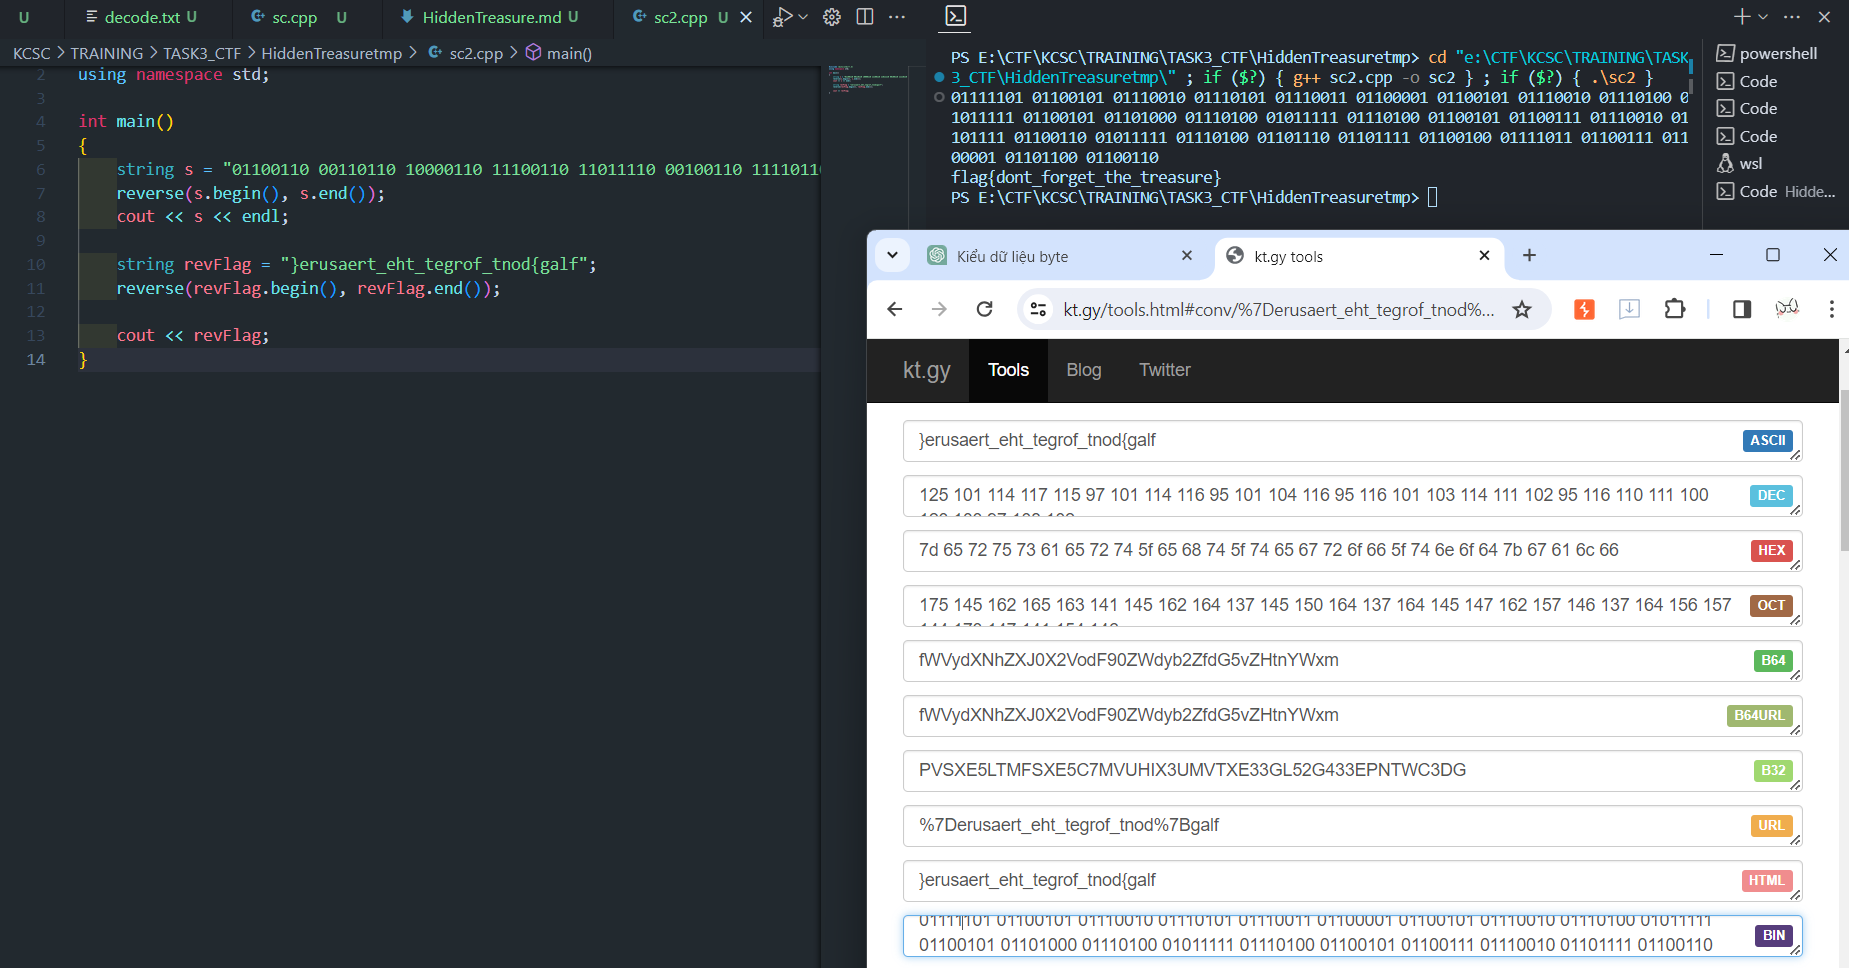 U decode.txt U sc.cpp U HiddenTreasure.md U sc2.cpp U
KCSC > TRAINING > TASK3_CTF > HiddenTreasuretmp > sc2.cpp > main()
2 using namespace std;
3
4 int main()
5 {
6 string s = "01100110 00110110 10000110 11100110 11011110 00100110 11110110
7 reverse(s.begin(), s.end());
8 cout << s << endl;
9
10 string revFlag = "}erusaert_eht_tegrof_tnod{galf";
11 reverse(revFlag.begin(), revFlag.end());
12
13 cout << revFlag;
14 }
PS E:\CTF\KCSC\TRAINING\TASK3_CTF\HiddenTreasuretmp> cd "e:\CTF\KCSC\TRAINING\TASK
3_CTF\HiddenTreasuretmp\" ; if ($?) { g++ sc2.cpp -o sc2 } ; if ($?) { .\sc2 }
01111101 01100101 01110010 01110101 01110011 01100001 01100101 01110010 01110100 0
1011111 01100101 01101000 01110100 01011111 01110100 01100101 01100111 01110010 01
101111 01100110 01011111 01110100 01101110 01101111 01100100 01111011 01100111 011
00001 01101100 01100110
flag{dont_forget_the_treasure}
PS E:\CTF\KCSC\TRAINING\TASK3_CTF\HiddenTreasuretmp>
powershell
Code
Code
Code
wsl
Code Hidde...
Kiểu dữ liệu byte
kt.gy tools
kt.gy/tools.html#conv/%7Derusaert_eht_tegrof_tnod%...
kt.gy Tools Blog Twitter
}erusaert_eht_tegrof_tnod{galf ASCII
125 101 114 117 115 97 101 114 116 95 101 104 116 95 116 101 103 114 111 102 95 116 110 111 100 DEC
7d 65 72 75 73 61 65 72 74 5f 65 68 74 5f 74 65 67 72 6f 66 5f 74 6e 6f 64 7b 67 61 6c 66 HEX
175 145 162 165 163 141 145 162 164 137 145 150 164 137 164 145 147 162 157 146 137 164 156 157 OCT
fWVydXNhZXJ0X2VodF90ZWdyb2ZfdG5vZHtnYWxm B64
fWVydXNhZXJ0X2VodF90ZWdyb2ZfdG5vZHtnYWxm B64URL
PVSXE5LTMFSXE5C7MVUHIX3UMVTXE33GL52G433EPNTWC3DG B32
%7Derusaert_eht_tegrof_tnod%7Bgalf URL
}erusaert_eht_tegrof_tnod{galf HTML
01111101 01100101 01110010 01110101 01110011 01100001 01100101 01110010 01110100 01011111
01100101 01101000 01110100 01011111 01110100 01100101 01100111 01110010 01101111 01100110 BIN